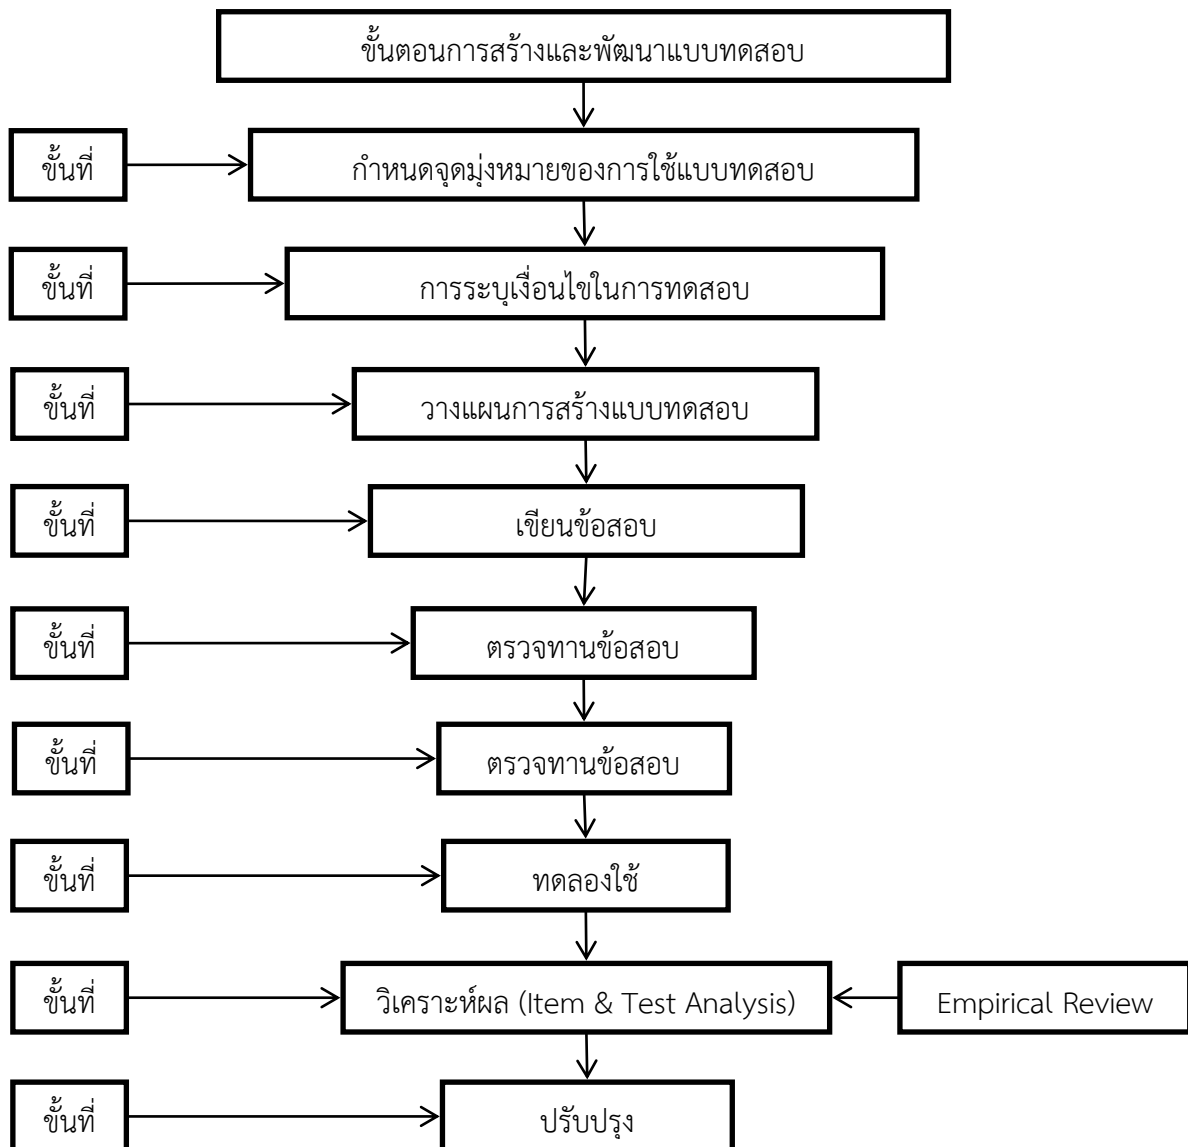 ขั้นตอนการสร้างและพัฒนาแบบทดสอบ
ขั้นที่
กำหนดจุดมุ่งหมายของการใช้แบบทดสอบ
ขั้นที่
การระบุเงื่อนไขในการทดสอบ
ขั้นที่
วางแผนการสร้างแบบทดสอบ
ขั้นที่
เขียนข้อสอบ
ขั้นที่
ตรวจทานข้อสอบ
ขั้นที่
ตรวจทานข้อสอบ
ขั้นที่
ทดลองใช้
ขั้นที่
วิเคราะห์ผล (Item & Test Analysis)
Empirical Review
ขั้นที่
ปรับปรุง